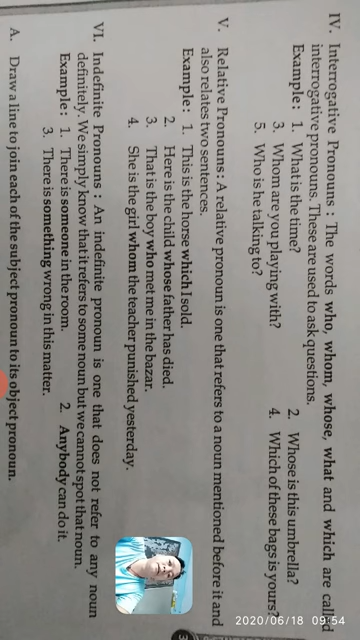 IV. Interrogative Pronouns : The words who, whom, whose, what and which are called
interrogative pronouns. These are used to ask questions.
Example: 1. What is the time? 2. Whose is this umbrella?
3. Whom are you playing with? 4. Which of these bags is yours?
5. Who is he talking to?
V. Relative Pronouns : A relative pronoun is one that refers to a noun mentioned before it and
also relates two sentences.
Example: 1. This is the horse which I sold.
2. Here is the child whose father has died.
3. That is the boy who met me in the bazar.
4. She is the girl whom the teacher punished yesterday.
VI. Indefinite Pronouns : An indefinite pronoun is one that does not refer to any noun
definitely. We simply know that it refers to some noun but we cannot spot that noun.
Example: 1. There is someone in the room. 2. Anybody can do it.
3. There is something wrong in this matter.
A. Draw a line to join each of the subject pronoun to its object pronoun.
2020/06/18 09:54